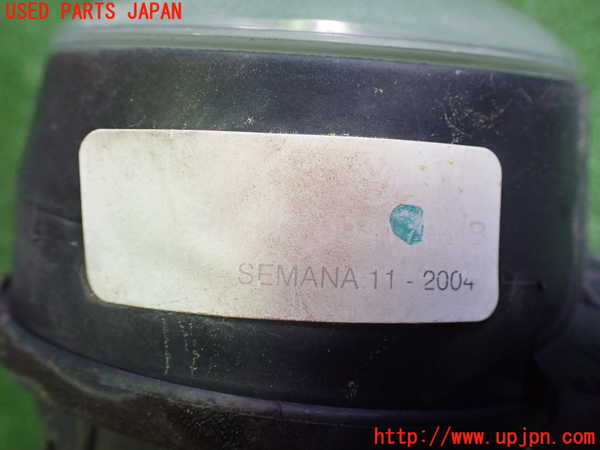 USED PARTS JAPAN
SEMANA 11 - 2004
http://www.upjpn.com/